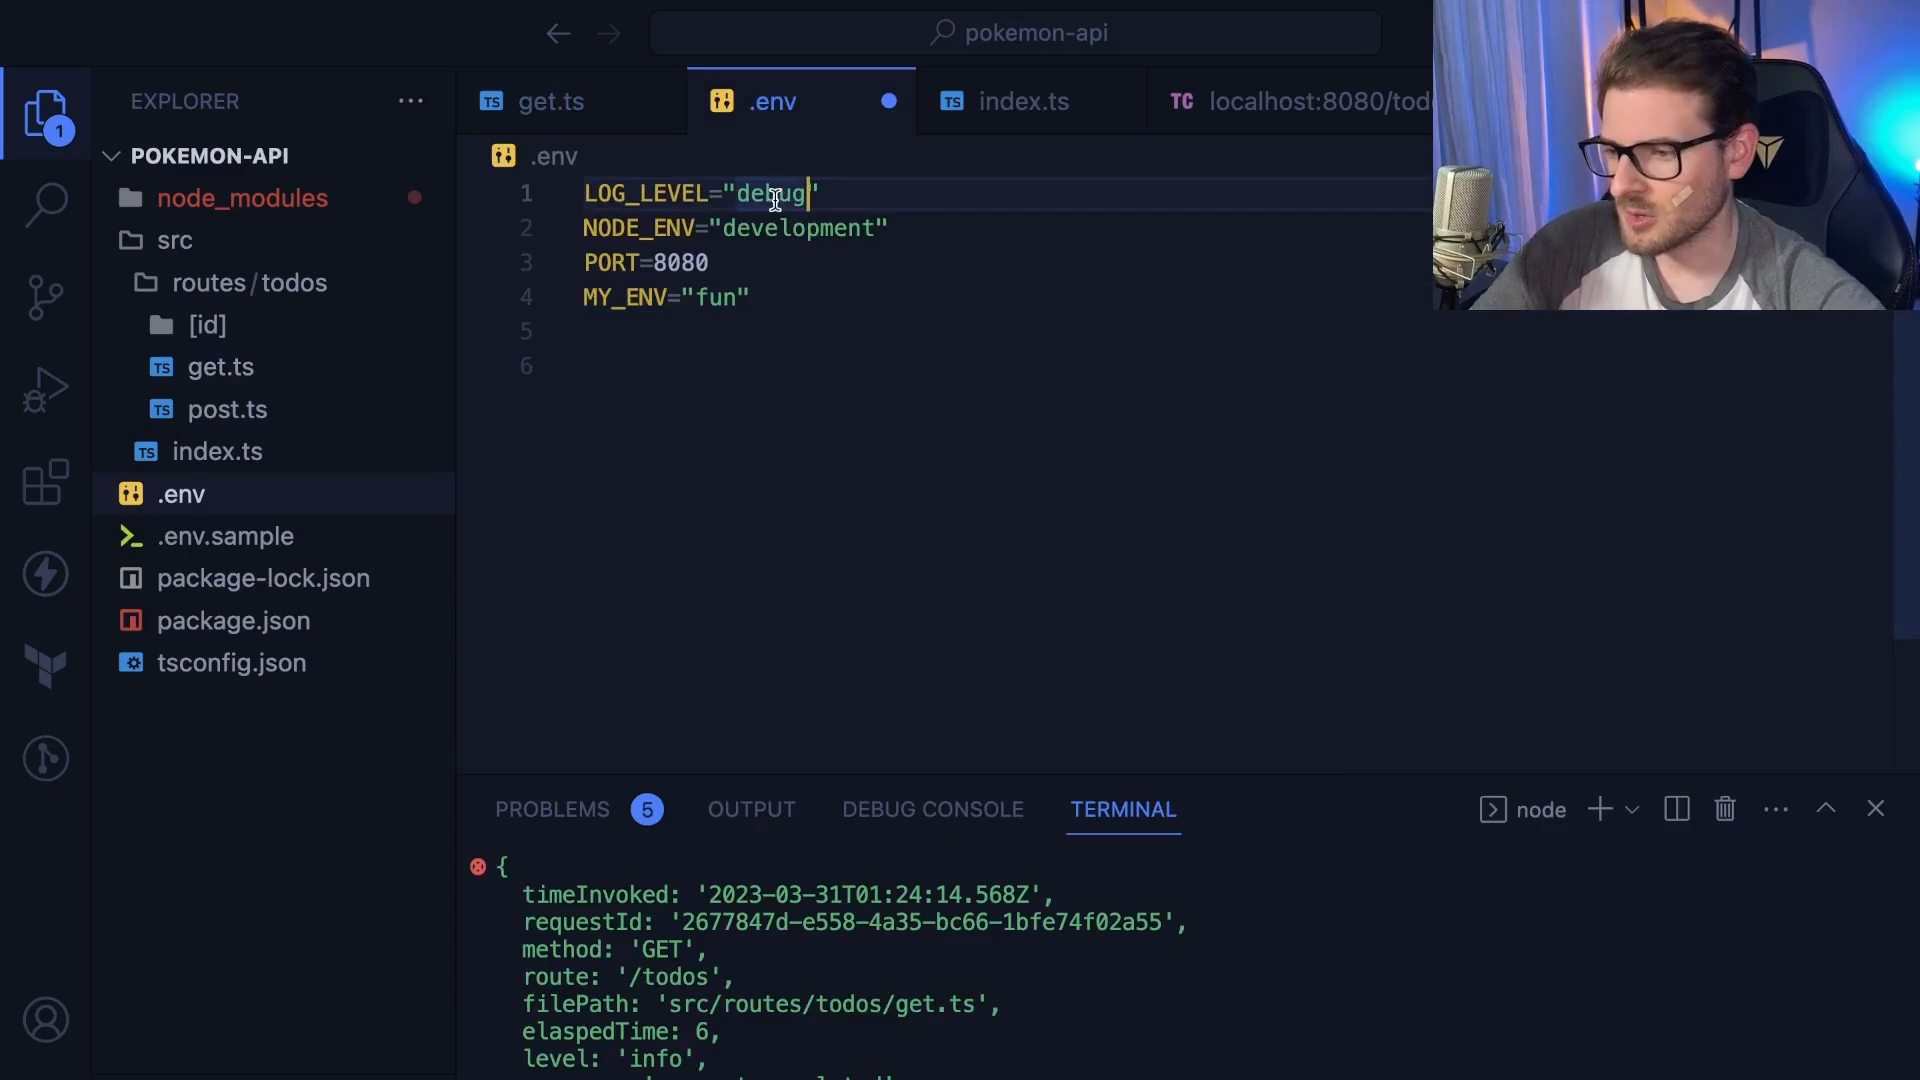 pokemon-api
1
EXPLORER
get.ts
.env
index.ts
localhost:8080/tod
POKEMON-API
node_modules
src
routes/todos
[id]
get.ts
post.ts
index.ts
.env
.env.sample
package-lock.json
package.json
tsconfig.json
.env
1 LOG_LEVEL="debug"
2 NODE_ENV="development"
3 PORT=8080
4 MY_ENV="fun"
5
6
PROBLEMS 5 OUTPUT DEBUG CONSOLE TERMINAL
node
{
timeInvoked: '2023-03-31T01:24:14.568Z',
requestId: '2677847d-e558-4a35-bc66-1bfe74f02a55',
method: 'GET',
route: '/todos',
filePath: 'src/routes/todos/get.ts',
elaspedTime: 6,
level: 'info',